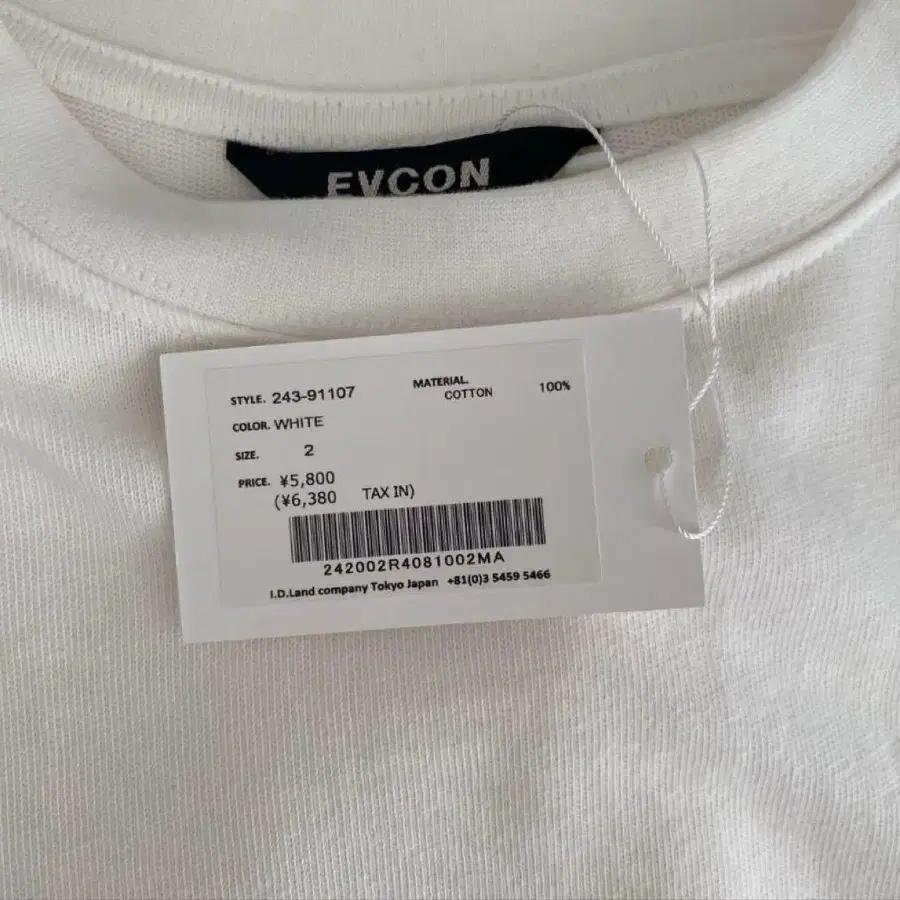 EVCON
STYLE. 243-91107
MATERIAL. COTTON 100%
COLOR. WHITE
SIZE. 2
PRICE. ¥5,800
(¥6,380 TAX IN)
242002R4081002MA
I.D.Land company Tokyo Japan +81(0)3 5459 5466